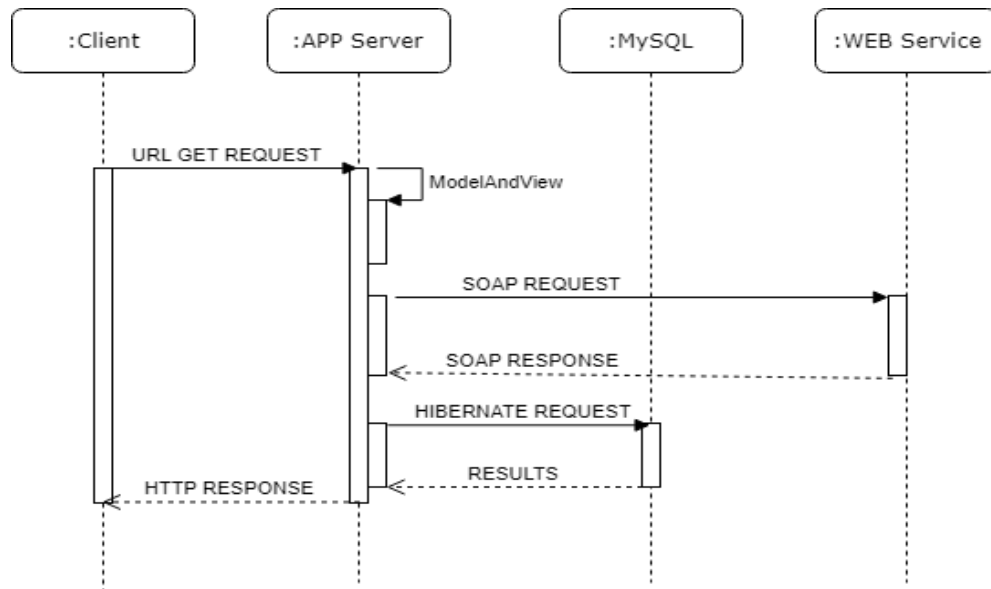 :Client
:APP Server
:MySQL
:WEB Service
URL GET REQUEST
ModelAndView
SOAP REQUEST
SOAP RESPONSE
HIBERNATE REQUEST
RESULTS
HTTP RESPONSE